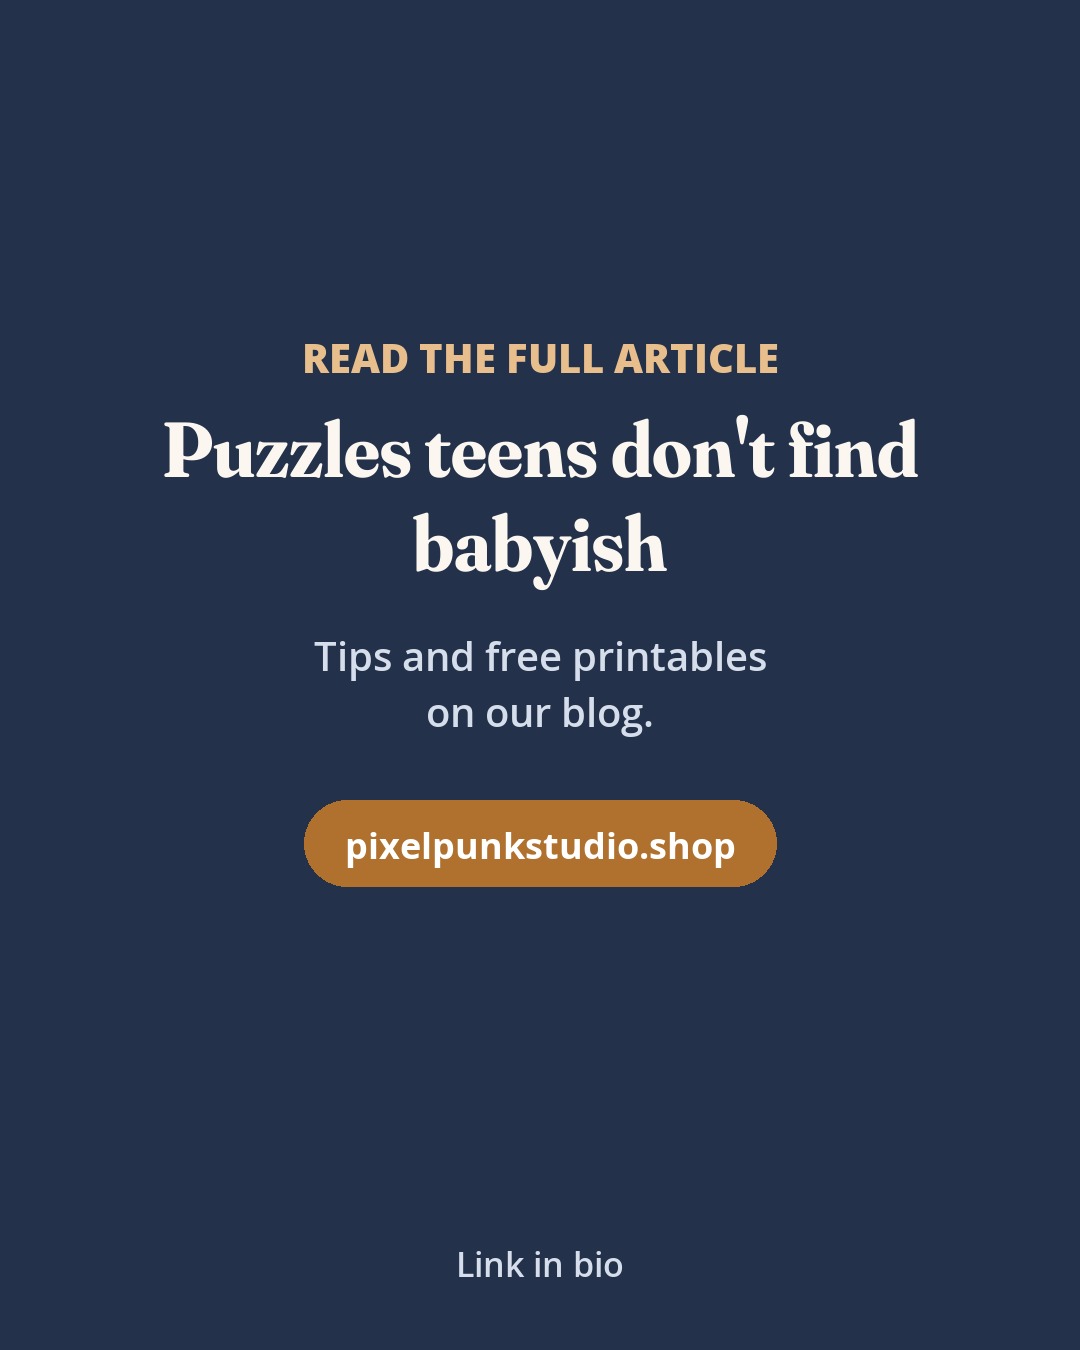 READ THE FULL ARTICLE
Puzzles teens don't find
babyish
Tips and free printables
on our blog.
pixelpunkstudio.shop
Link in bio